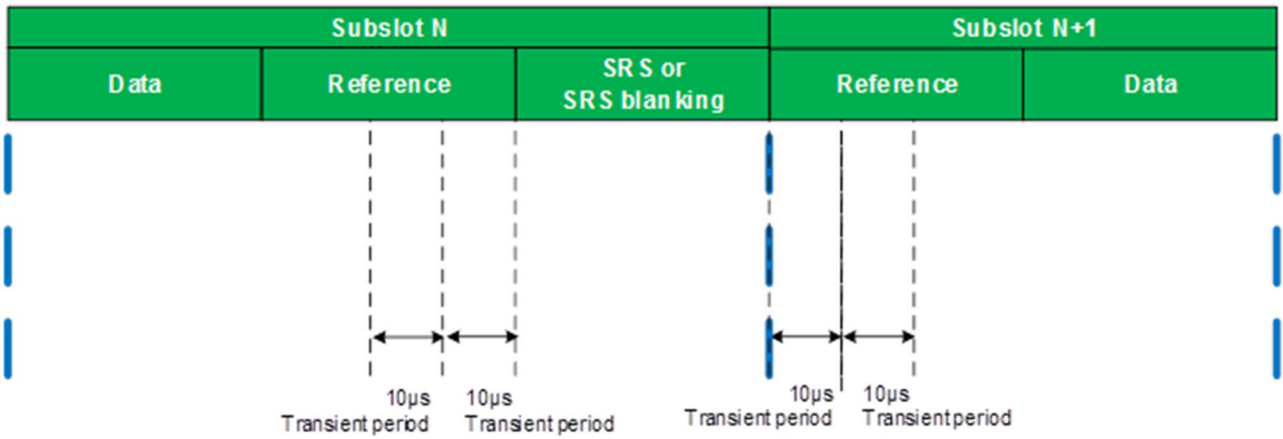 Subslot N
Subslot N+1
Data
Reference
SRS or
SRS blanking
Reference
Data
10µs
Transient period
10µs
Transient period
10µs
Transient period
10µs
Transient period